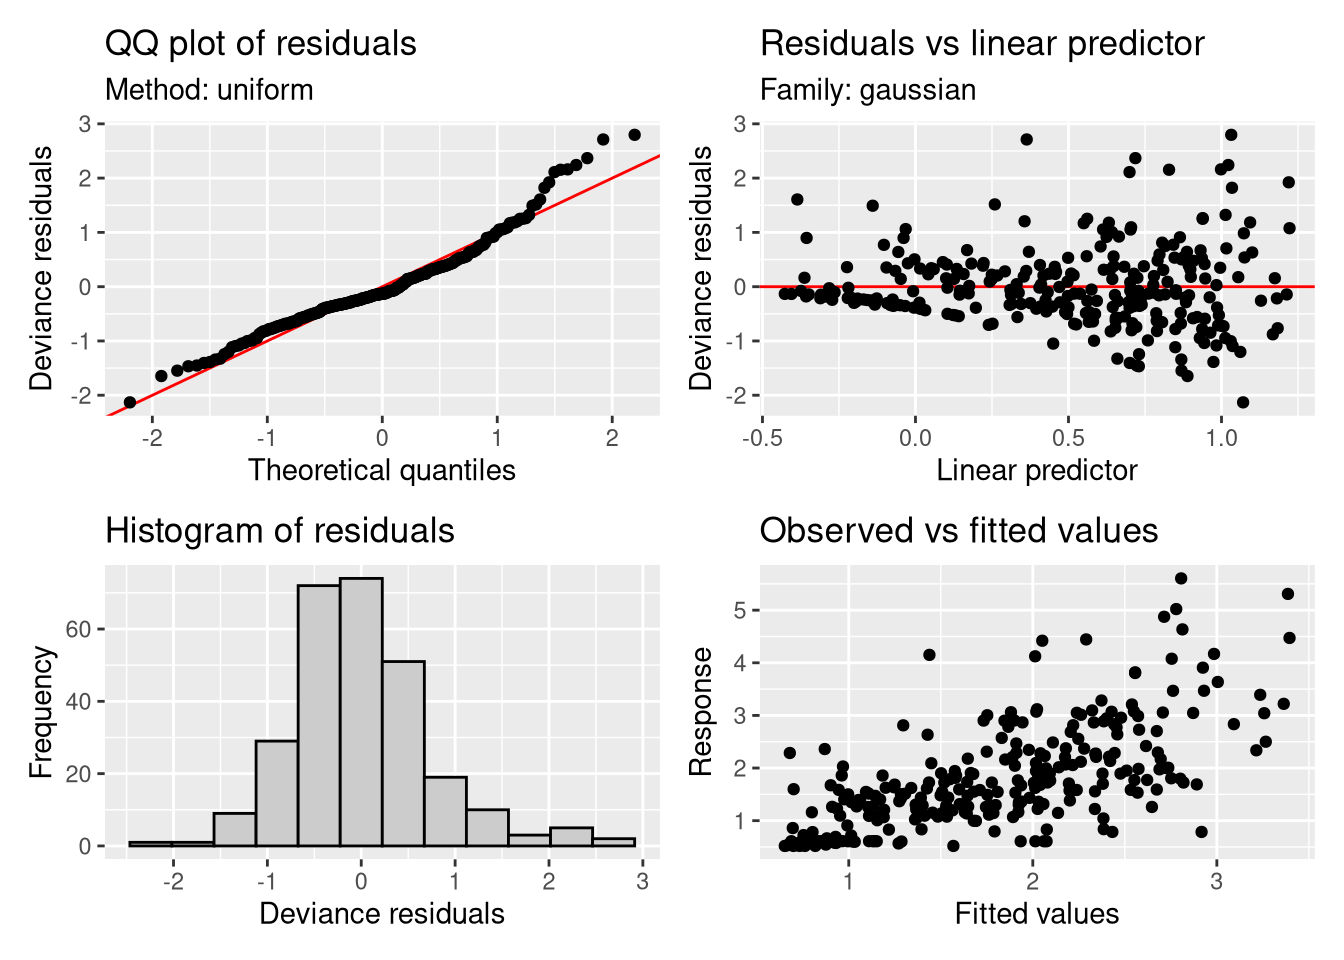 QQ plot of residuals
Method: uniform
3
2
1
0
-1
-2
Deviance residuals
-2
-1
0
1
2
Theoretical quantiles
Residuals vs linear predictor
Family: gaussian
3
2
1
0
-1
-2
Deviance residuals
-0.5
0.0
0.5
1.0
Linear predictor
Histogram of residuals
60
40
20
0
Frequency
-2
-1
0
1
2
3
Deviance residuals
Observed vs fitted values
5
4
3
2
1
Response
1
2
3
Fitted values